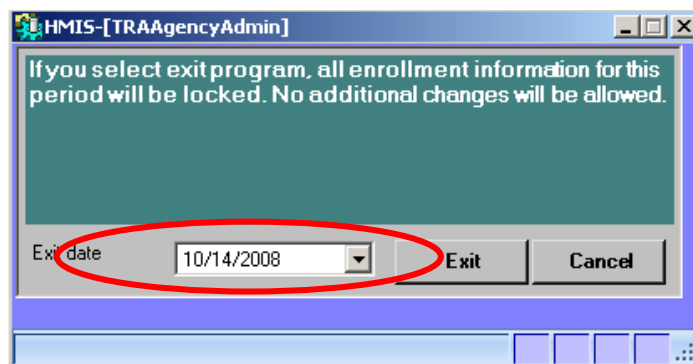 HMIS-[TRAAgencyAdmin]
If you select exit program, all enrollment information for this
period will be locked. No additional changes will be allowed.
Exit date 10/14/2008 Exit Cancel